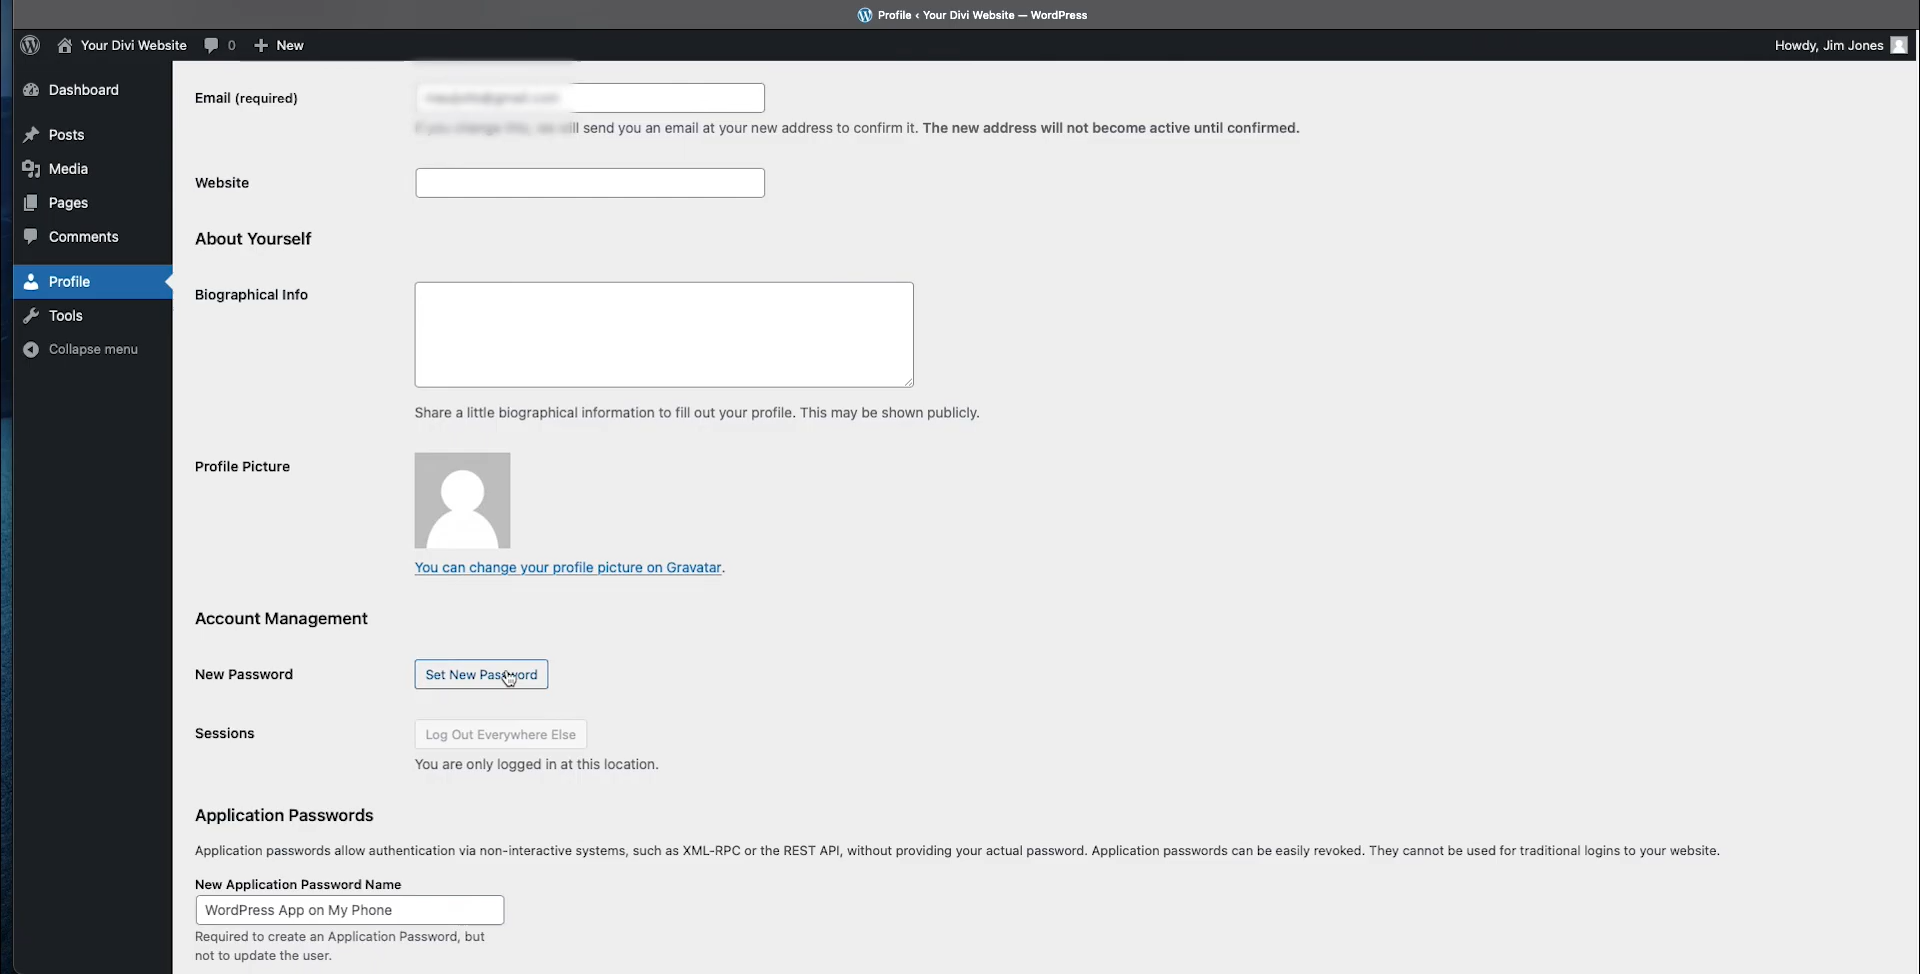 Profile ‹ Your Divi Website — WordPress
Your Divi Website 0 New
Howdy, Jim Jones
Dashboard
Posts
Media
Pages
Comments
Profile
Tools
Collapse menu
Email (required)
send you an email at your new address to confirm it. The new address will not become active until confirmed.
Website
About Yourself
Biographical Info
Share a little biographical information to fill out your profile. This may be shown publicly.
Profile Picture
You can change your profile picture on Gravatar.
Account Management
New Password
Set New Password
Sessions
Log Out Everywhere Else
You are only logged in at this location.
Application Passwords
Application passwords allow authentication via non-interactive systems, such as XML-RPC or the REST API, without providing your actual password. Application passwords can be easily revoked. They cannot be used for traditional logins to your website.
New Application Password Name
WordPress App on My Phone
Required to create an Application Password, but
not to update the user.